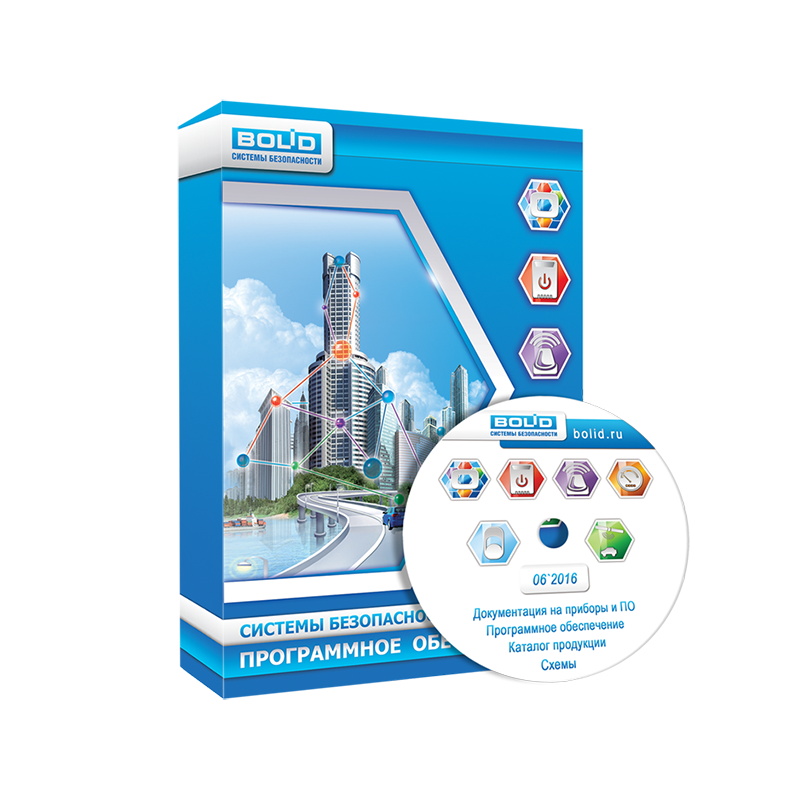 BOLID
СИСТЕМЫ БЕЗОПАСНОСТИ
BOLID
СИСТЕМЫ БЕЗОПАСНОСТИ
bolid.ru
06`2016
Документация на приборы и ПО
Программное обеспечение
Каталог продукции
Схемы
СИСТЕМЫ БЕЗОПАСНО
ПРОГРАММНОЕ ОБЕ